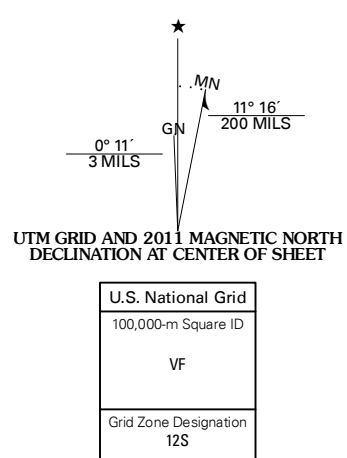 ★
MN
GN
11° 16´
200 MILS
0° 11´
3 MILS
UTM GRID AND 2011 MAGNETIC NORTH
DECLINATION AT CENTER OF SHEET
U.S. National Grid
100,000-m Square ID
VF
Grid Zone Designation
12S